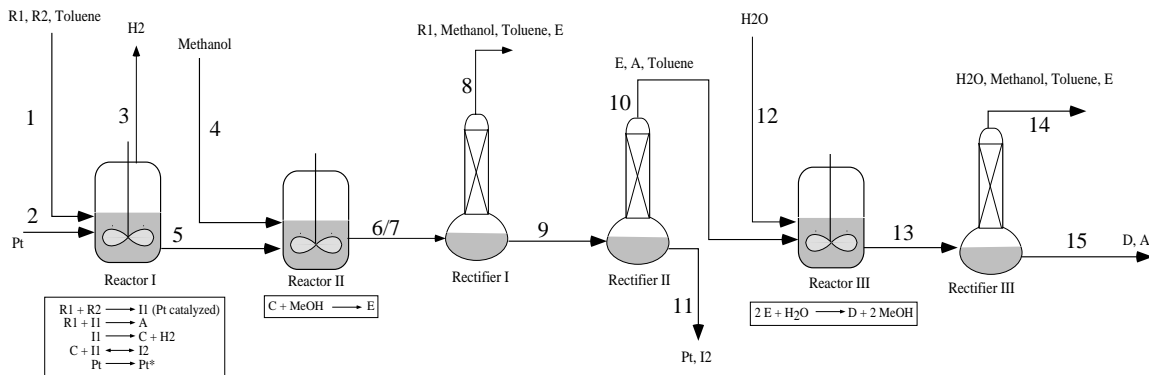 R1, R2, Toluene
H2
Methanol
R1, Methanol, Toluene, E
E, A, Toluene
H2O
H2O, Methanol, Toluene, E
1
3
4
8
10
12
14
2
Pt
5
6/7
9
11
13
15
D, A
Reactor I
Reactor II
Rectifier I
Rectifier II
Reactor III
Rectifier III
R1 + R2 → I1 (Pt catalyzed)
R1 + I1 → A
I1 → C + H2
C + I1 ↔ I2
Pt → Pt*
C + MeOH → E
Pt, I2
2 E + H2O → D + 2 MeOH